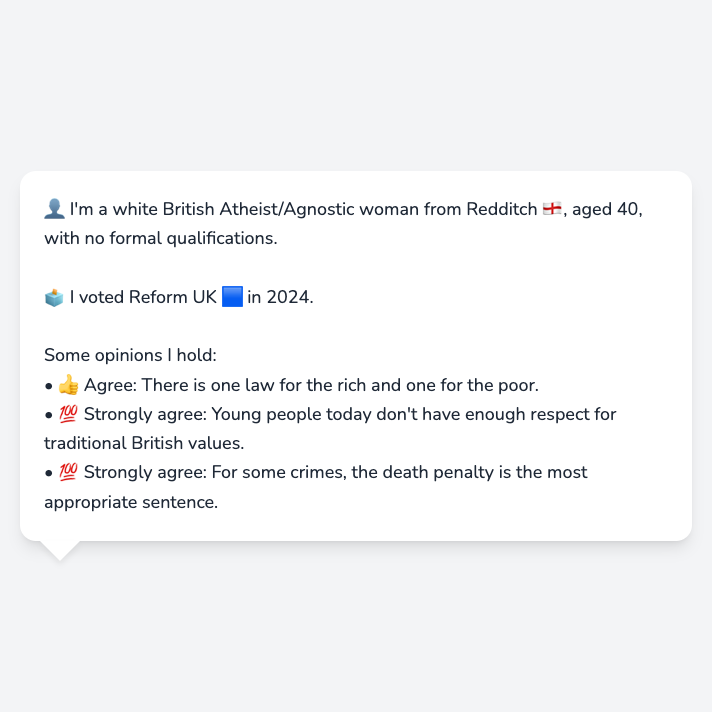 👤 I'm a white British Atheist/Agnostic woman from Redditch 🏴󠁧󠁢󠁥󠁮󠁧󠁿, aged 40,
with no formal qualifications.
🗳️ I voted Reform UK 🟦 in 2024.
Some opinions I hold:
• 👍 Agree: There is one law for the rich and one for the poor.
• 💯 Strongly agree: Young people today don't have enough respect for
traditional British values.
• 💯 Strongly agree: For some crimes, the death penalty is the most
appropriate sentence.